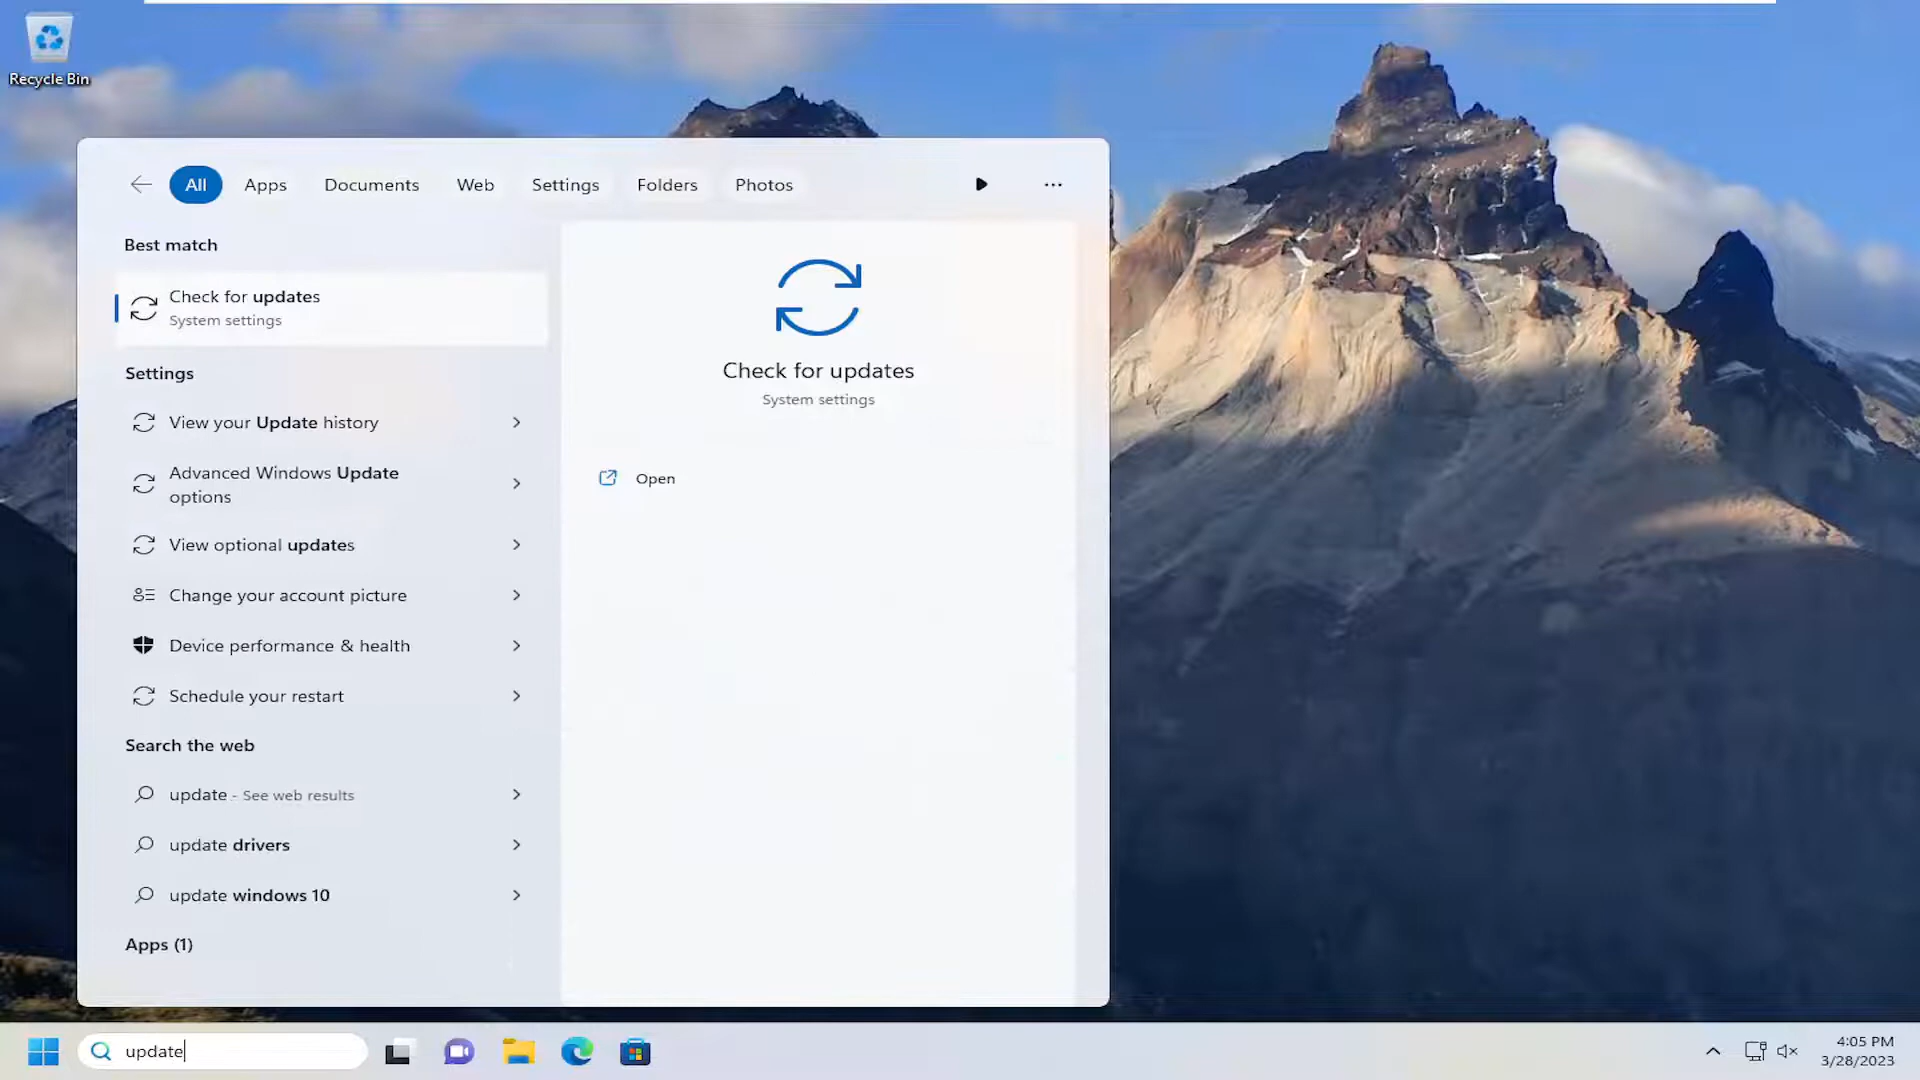 Recycle Bin
All
Apps
Documents
Web
Settings
Folders
Photos
Best match
Check for updates
System settings
Settings
View your Update history
Advanced Windows Update
options
View optional updates
Change your account picture
Device performance & health
Schedule your restart
Search the web
update - See web results
update drivers
update windows 10
Apps (1)
Check for updates
System settings
Open
update
4:05 PM
3/28/2023